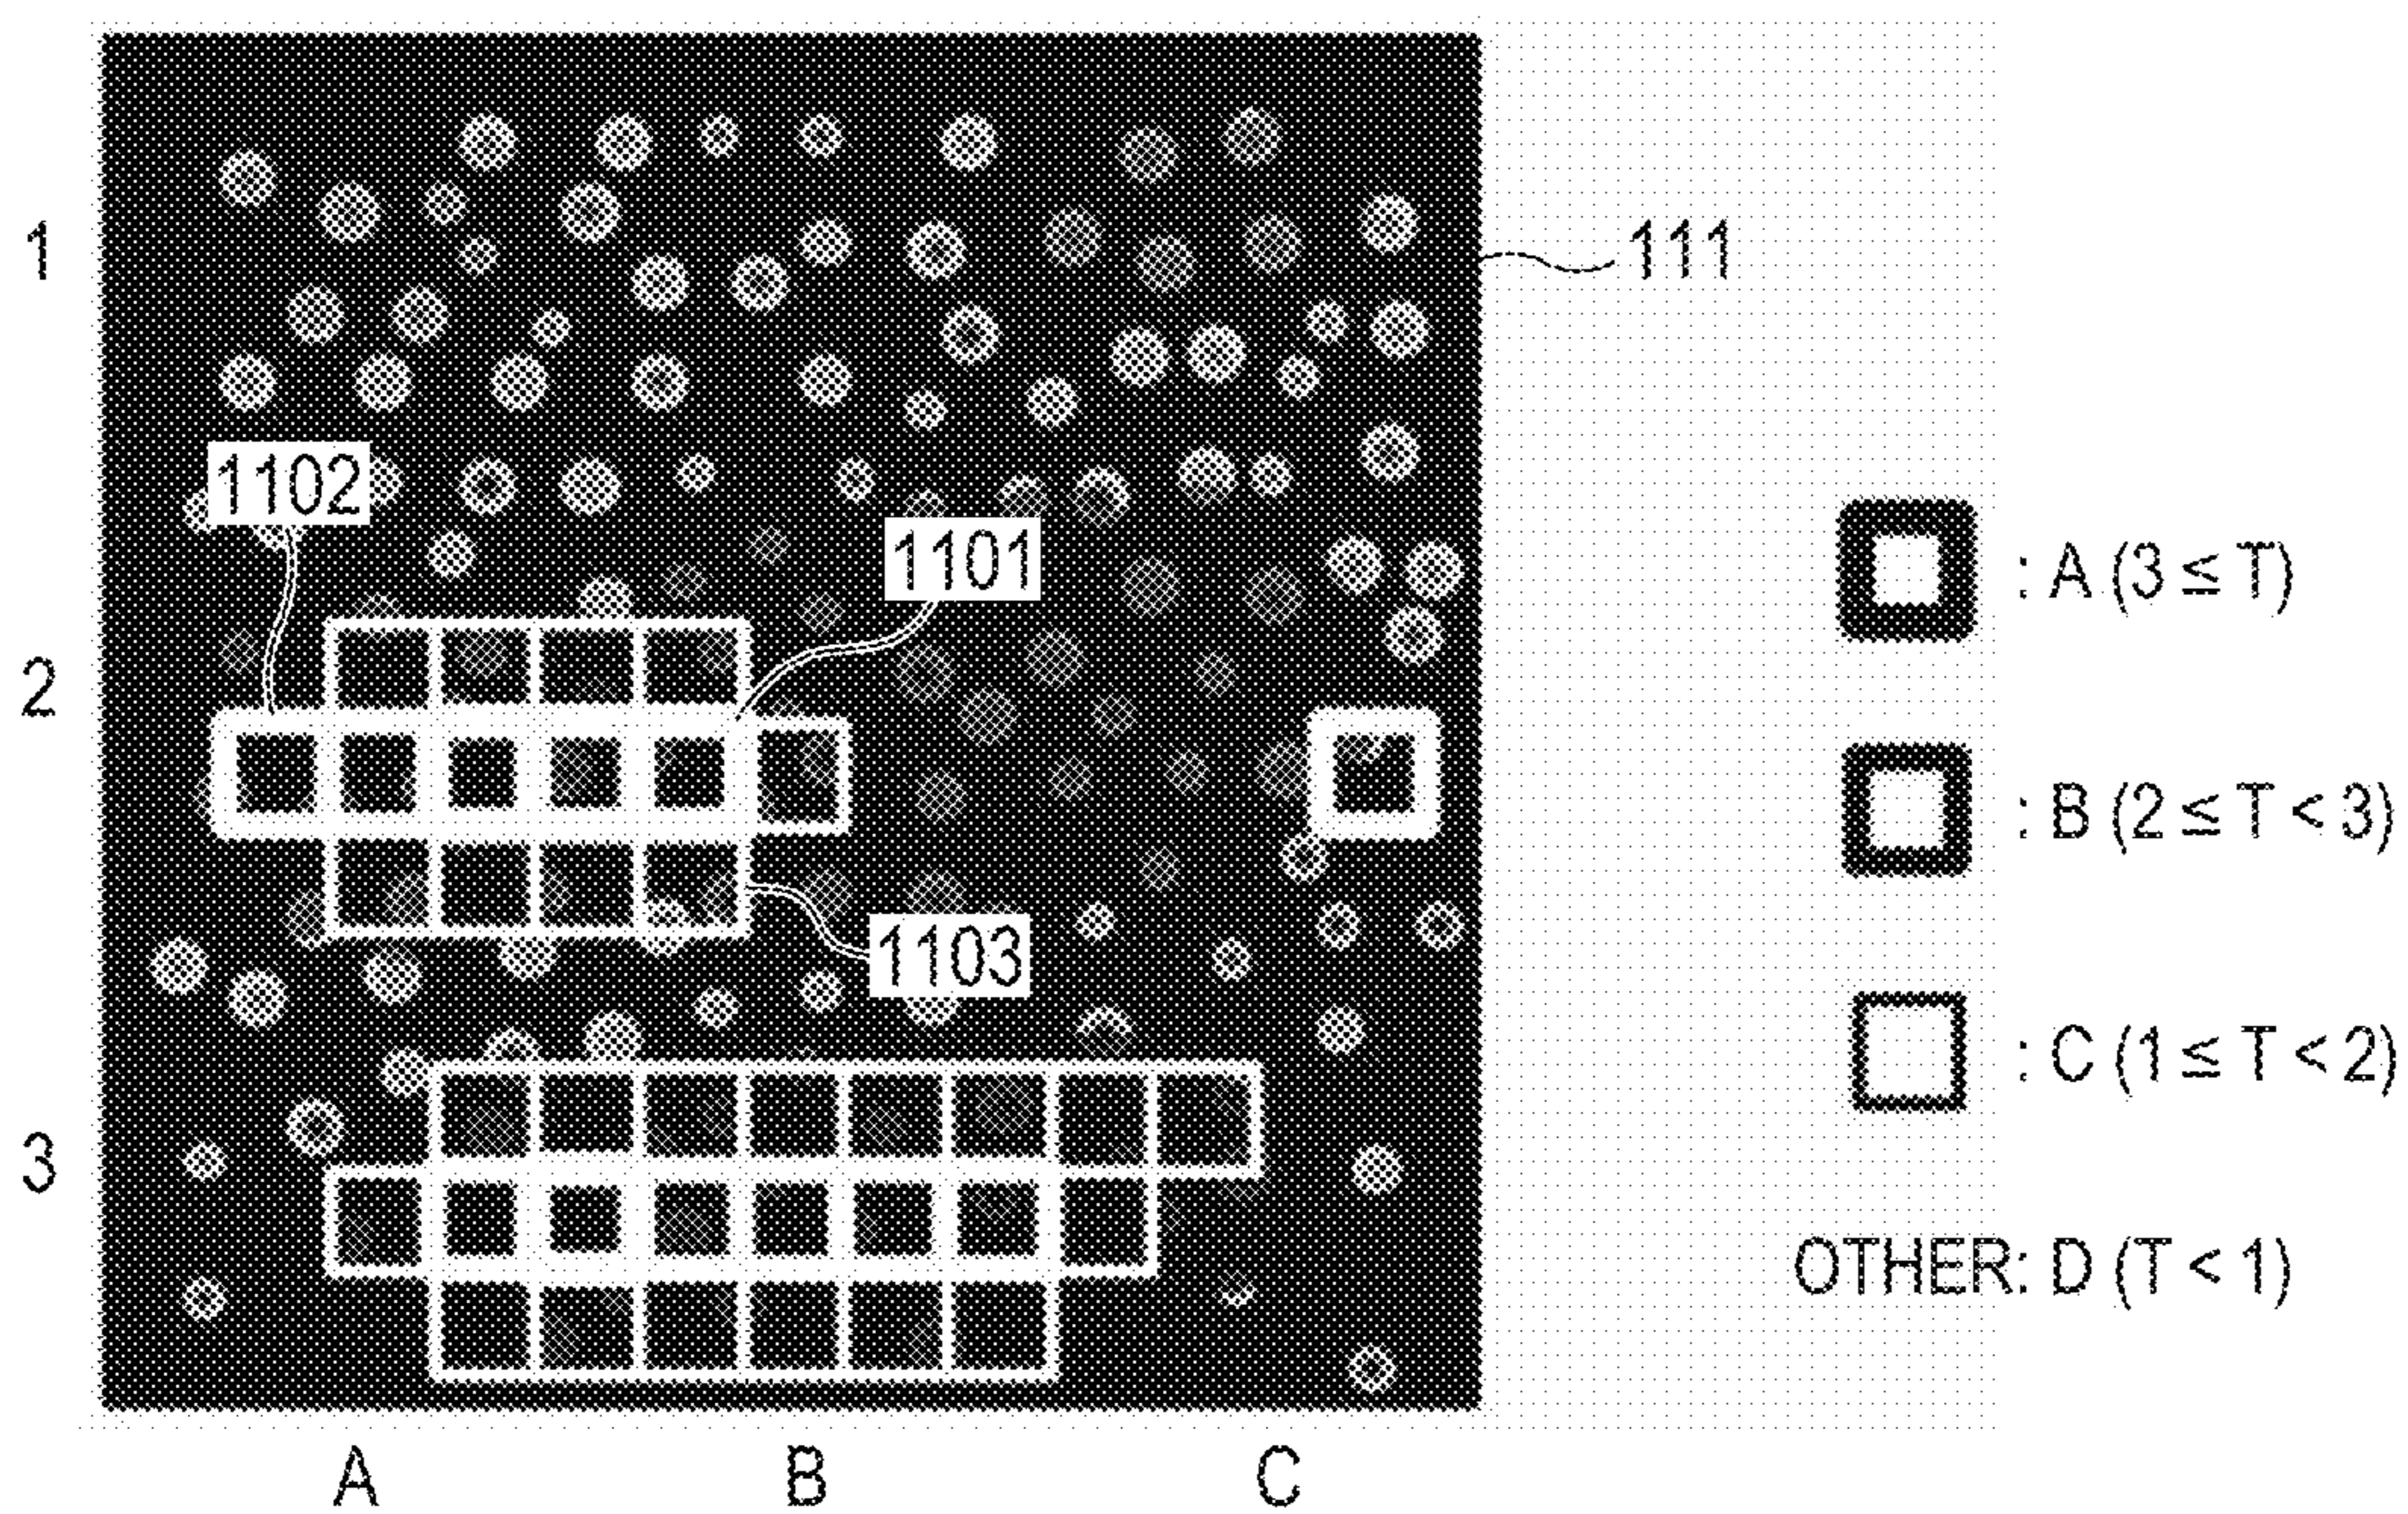 1
111
1102
1101
: A (3 ≤ T)
2
: B (2 ≤ T < 3)
1103
: C (1 ≤ T < 2)
3
OTHER: D (T < 1)
A B C